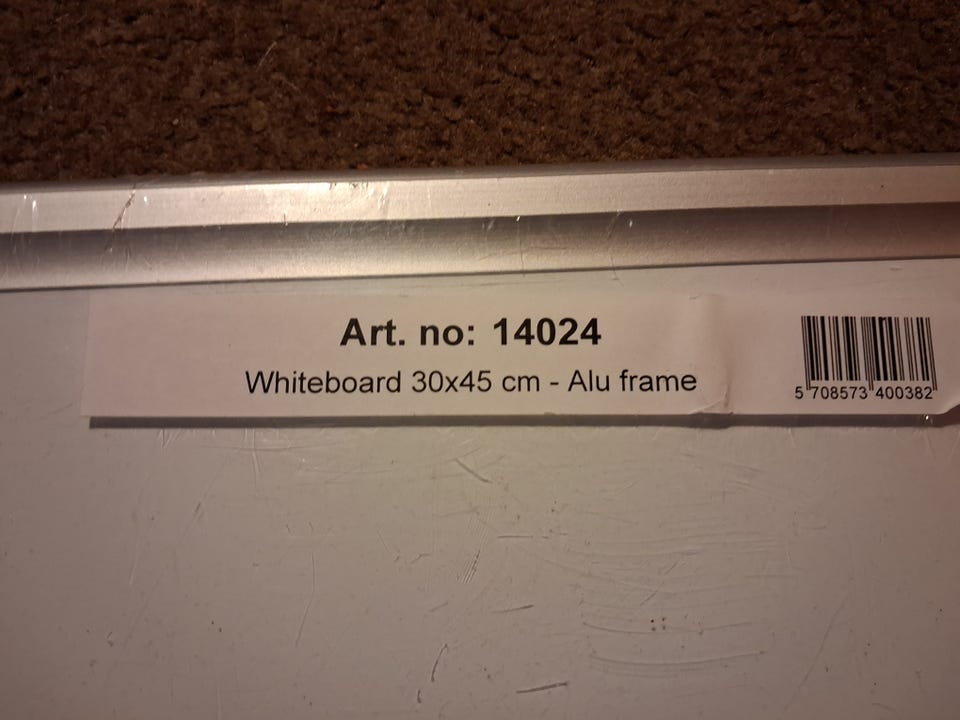 Art. no: 14024
Whiteboard 30x45 cm - Alu frame
5 708573 400382